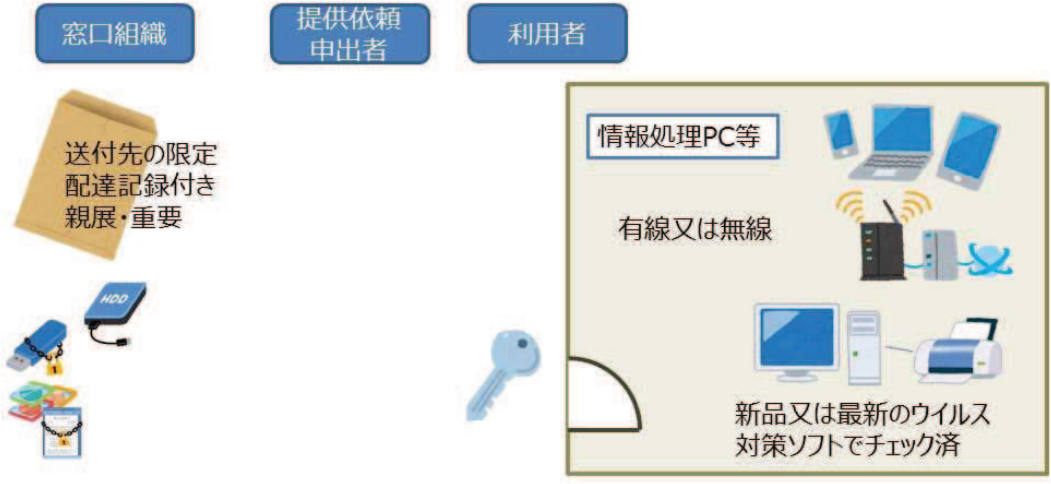 窓口組織
提供依頼
申出者
利用者
送付先の限定
配達記録付き
親展・重要
HDD
情報処理PC等
有線又は無線
新品又は最新のウイルス
対策ソフトでチェック済